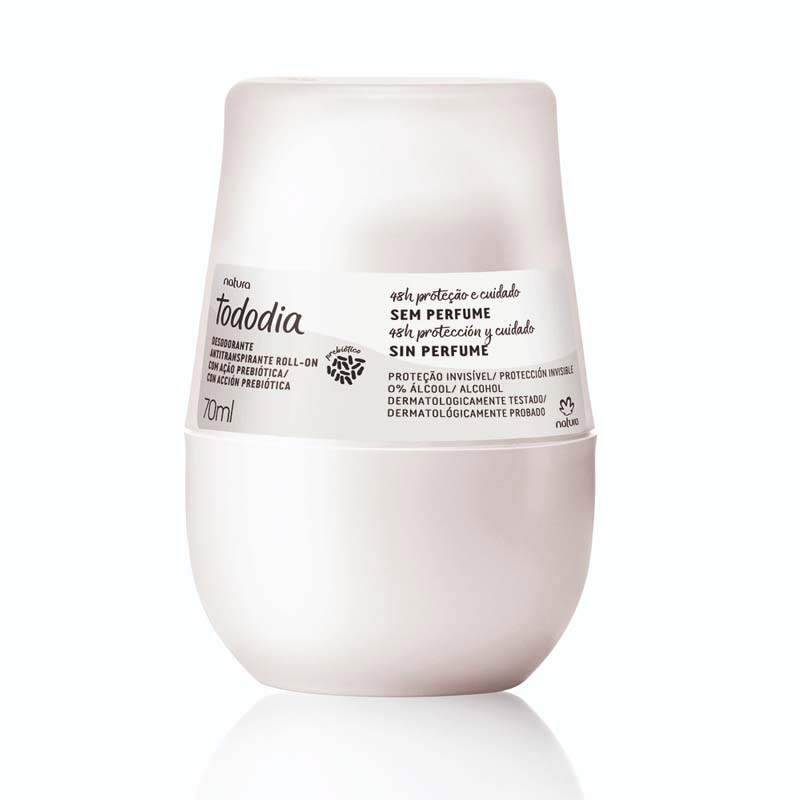 natura
tododia
DESODORANTE
ANTITRANSPIRANTE ROLL-ON
COM AÇÃO PREBIÓTICA/
CON ACCIÓN PREBIÓTICA
70ml
prebiótico
48h proteção e cuidado
SEM PERFUME
48h protección y cuidado
SIN PERFUME
PROTEÇÃO INVISÍVEL/ PROTECCIÓN INVISIBLE
0% ÁLCOOL/ ALCOHOL
DERMATOLOGICAMENTE TESTADO/
DERMATOLÓGICAMENTE PROBADO
natura